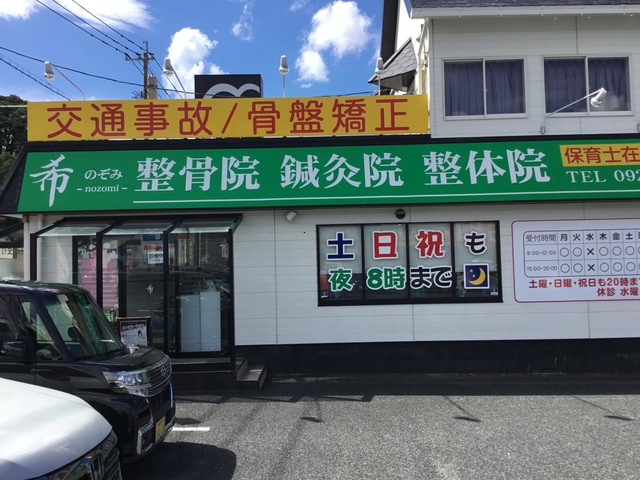 交通事故/骨盤矯正
希 のぞみ -nozomi- 整骨院 鍼灸院 整体院
保育士在
TEL 092
土日祝も
夜8時まで
受付時間 月 火 水 木 金 土
9:00-12:00 ○ ○ × ○ ○ ○
15:00-20:00 ○ ○ × ○ ○ ○
土曜・日曜・祝日も20時ま
休診 水曜
希